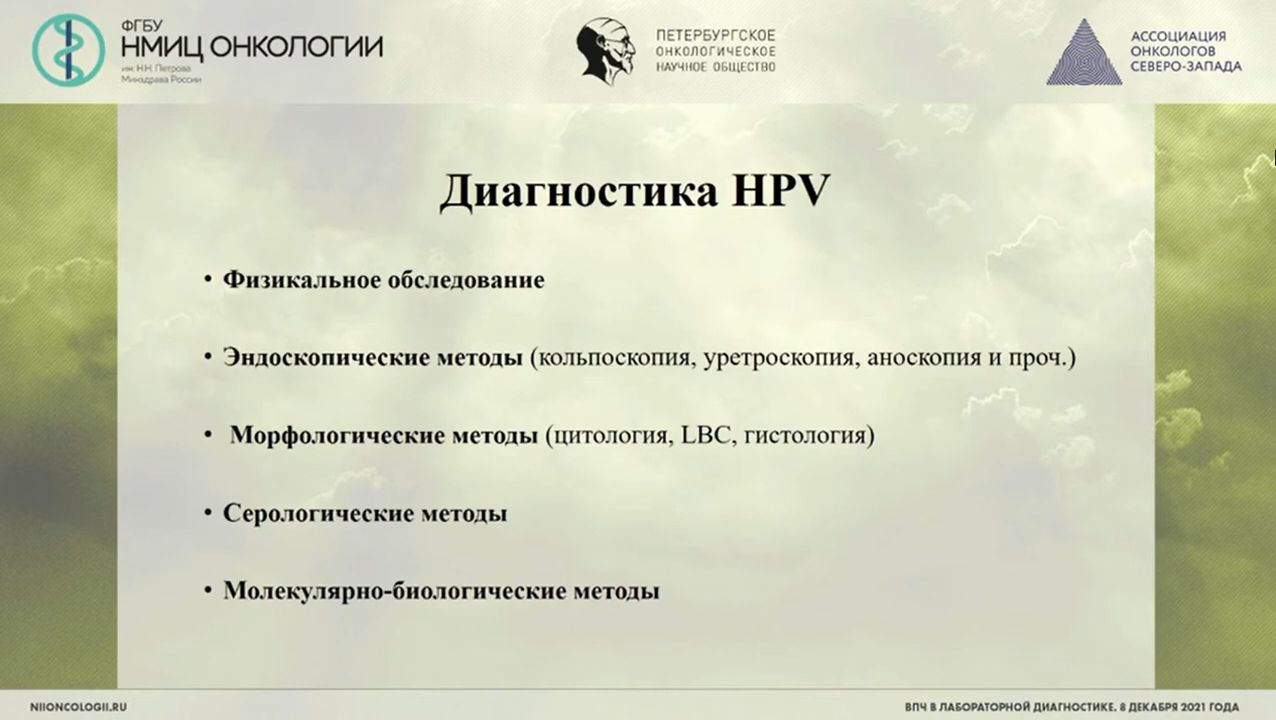 ФГБУ
НМИЦ ОНКОЛОГИИ
им. Н.Н. Петрова
Минздрава России
ПЕТЕРБУРГСКОЕ
ОНКОЛОГИЧЕСКОЕ
НАУЧНОЕ ОБЩЕСТВО
АССОЦИАЦИЯ
ОНКОЛОГОВ
СЕВЕРО-ЗАПАДА
Диагностика HPV
• Физикальное обследование
• Эндоскопические методы (кольпоскопия, уретроскопия, аноскопия и проч.)
• Морфологические методы (цитология, LBC, гистология)
• Серологические методы
• Молекулярно-биологические методы
NIIONCOLOGII.RU
ВПЧ В ЛАБОРАТОРНОЙ ДИАГНОСТИКЕ. 8 ДЕКАБРЯ 2021 ГОДА